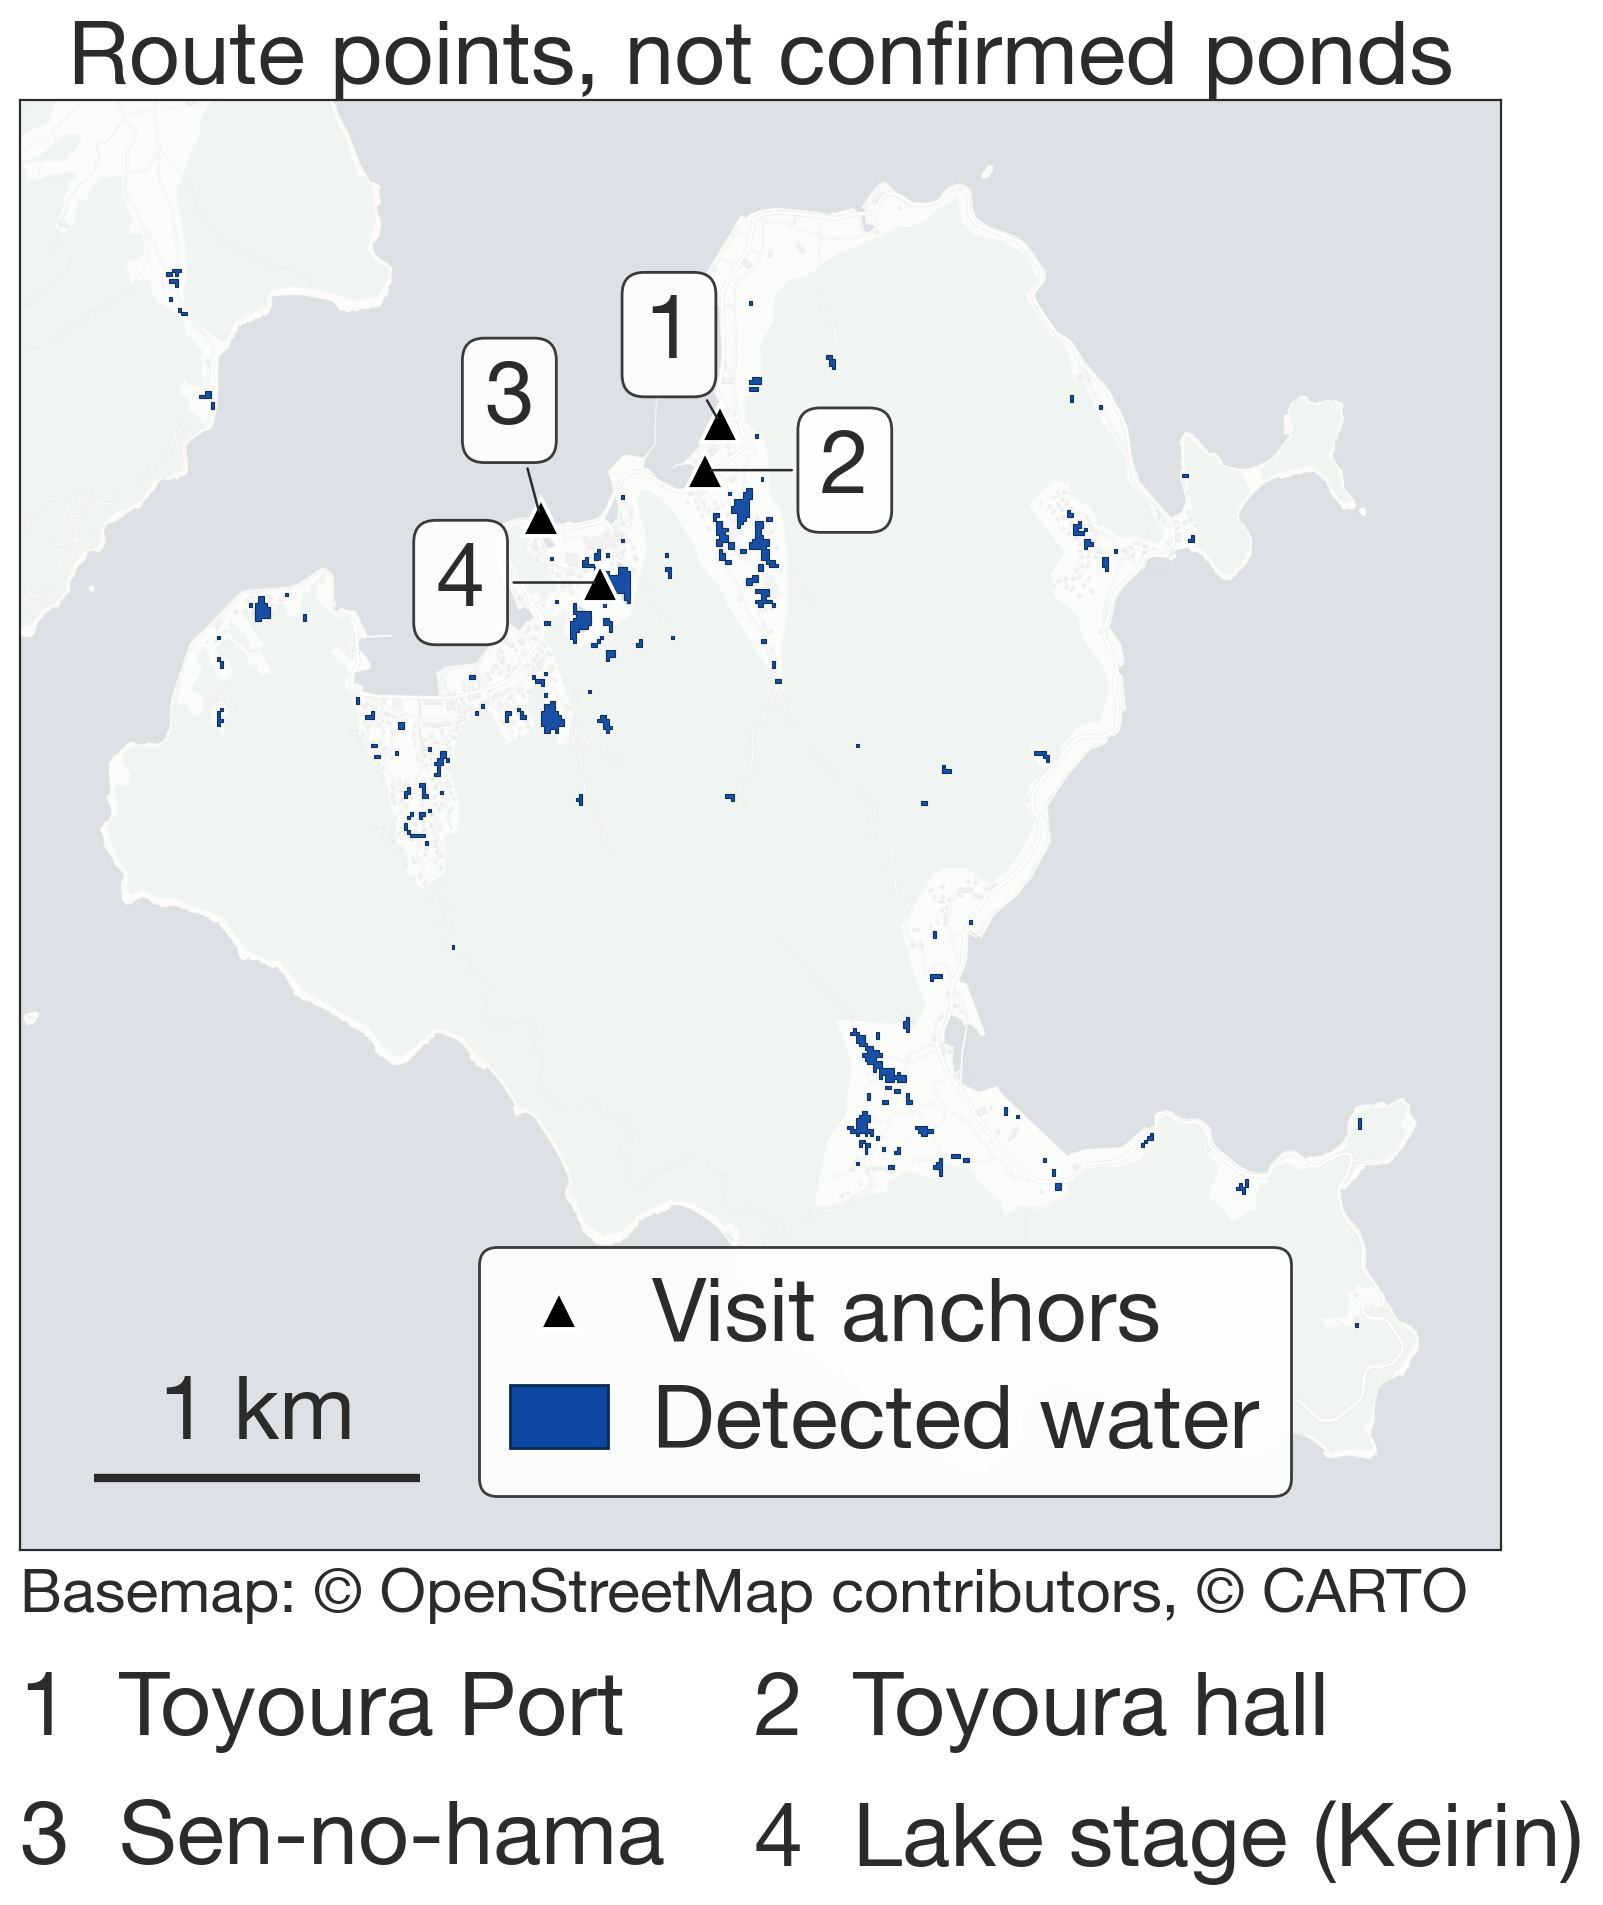 Route points, not confirmed ponds
1
3
2
4
Visit anchors
Detected water
1 km
Basemap: © OpenStreetMap contributors, © CARTO
1 Toyoura Port
2 Toyoura hall
3 Sen-no-hama
4 Lake stage (Keirin)